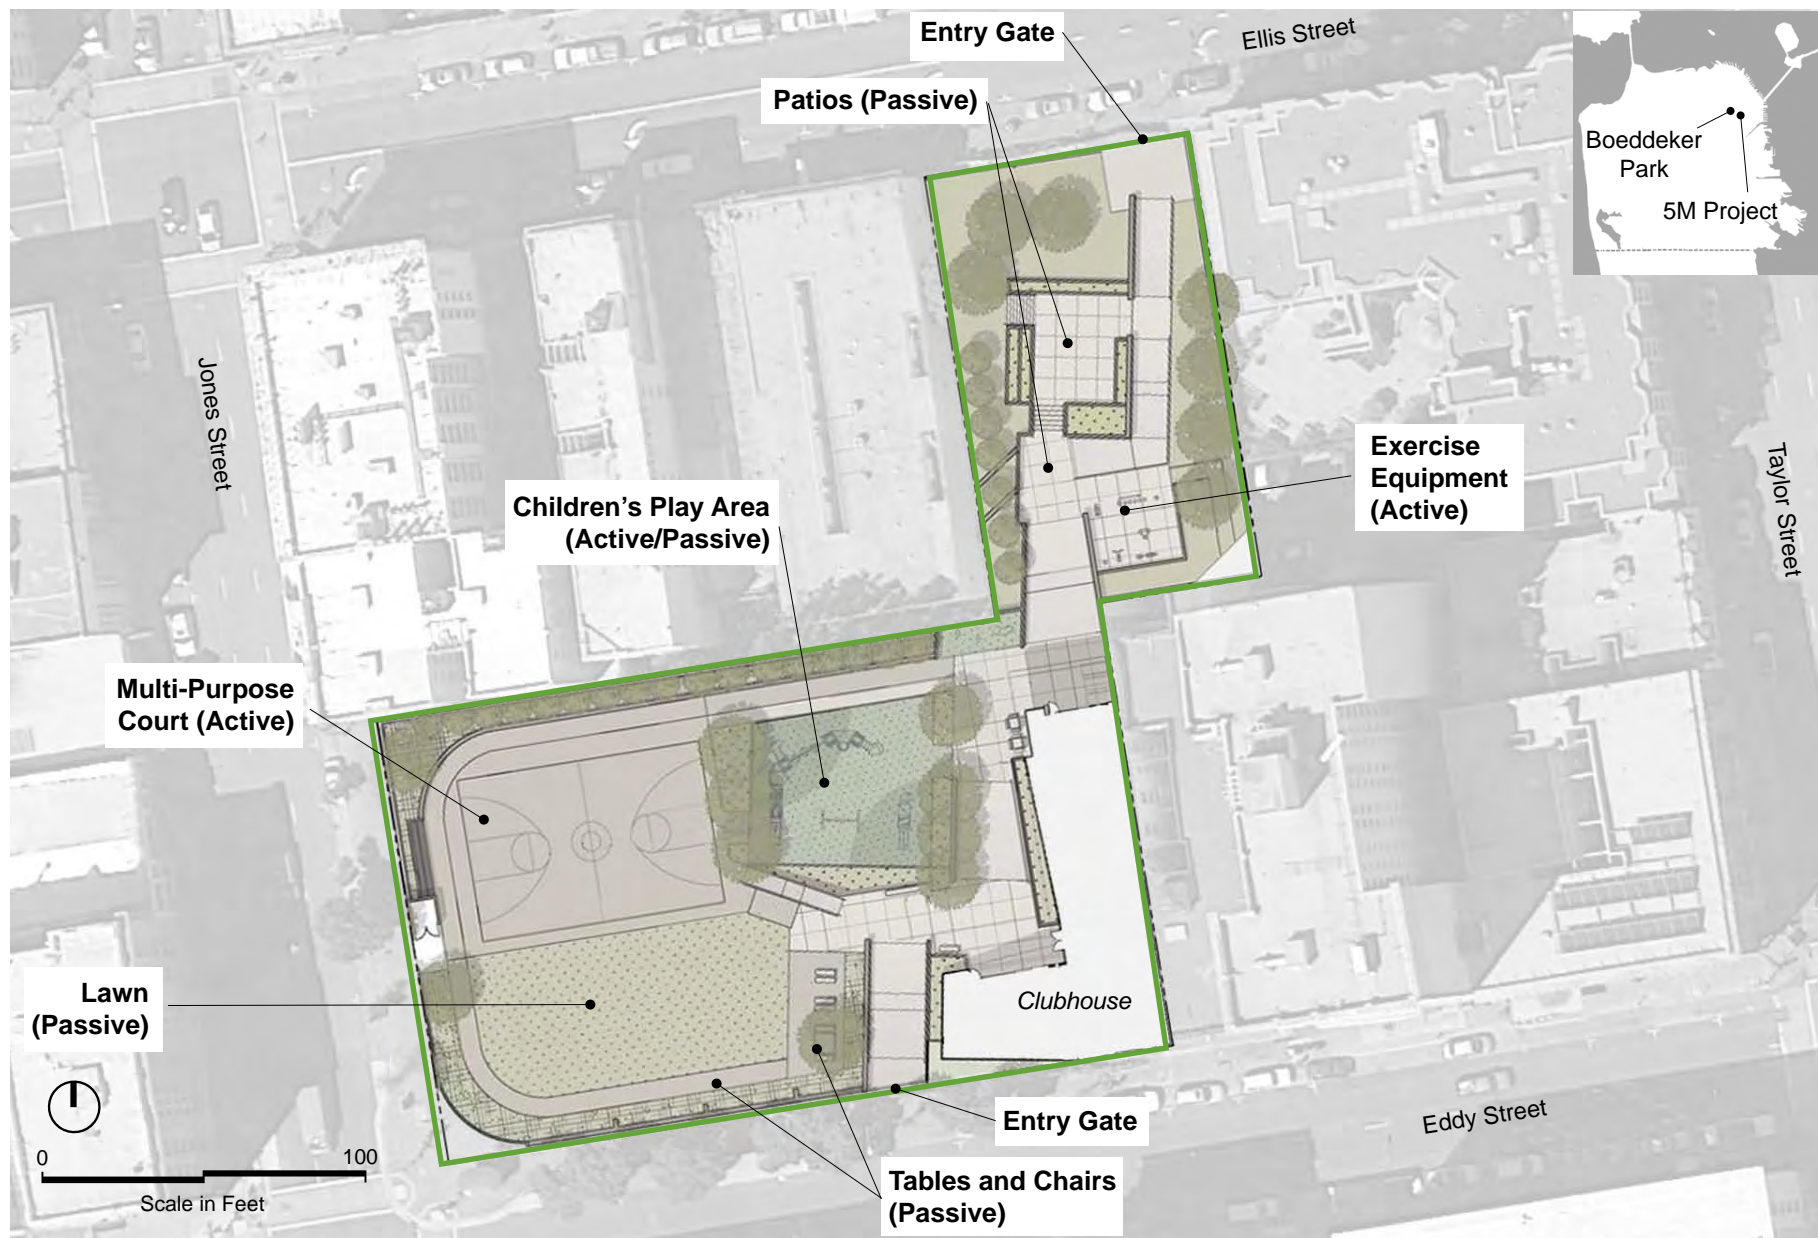 Entry Gate
Ellis Street
Patios (Passive)
Boeddeker
Park
5M Project
Jones Street
Taylor Street
Exercise
Equipment
(Active)
Children’s Play Area
(Active/Passive)
Multi-Purpose
Court (Active)
Lawn
(Passive)
Clubhouse
Entry Gate
Eddy Street
Tables and Chairs
(Passive)
0
100
Scale in Feet